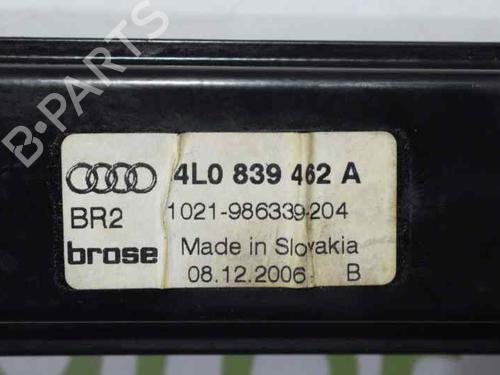 B-PARTS
4L0 839 462 A
BR2 1021-986339-204
brose Made in Slovakia
08.12.2006 B